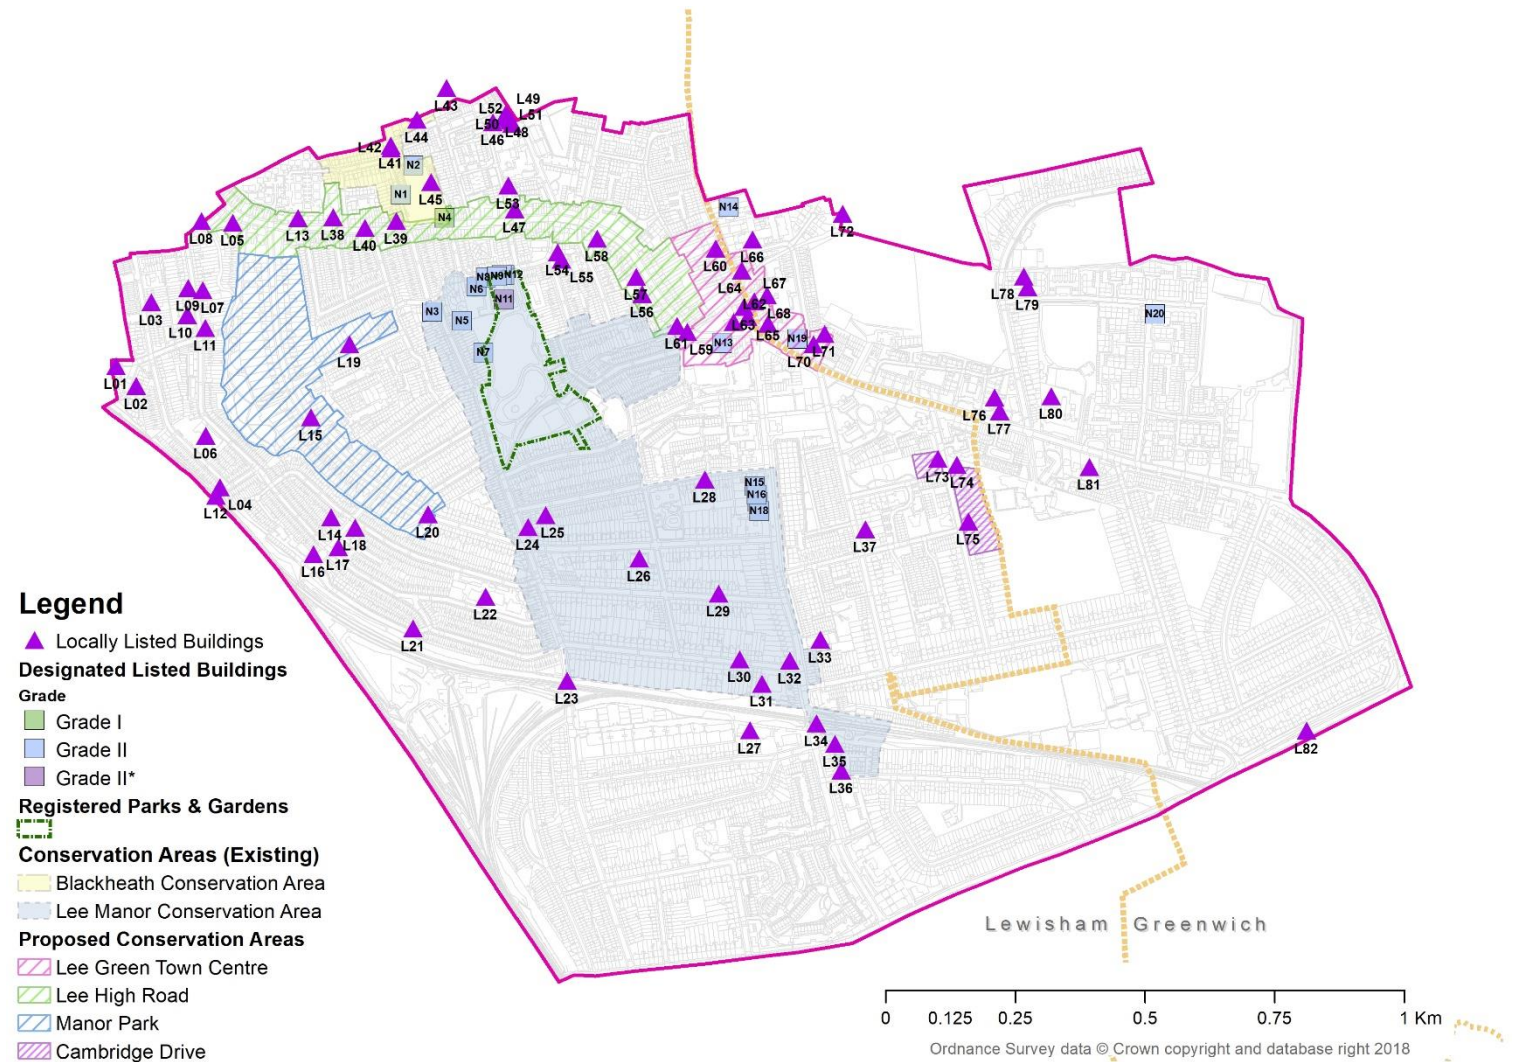 L43
L49
L52
L51
L50
L48
L46
L44
L42
L41
N2
N1
L45
N4
L53
L47
N14
L72
L08
L05
L13
L38
L40
L39
L58
L60
L66
L54
L55
L64
N8
N9
N12
N6
N11
N3
N5
N7
L57
L56
L67
L62
L68
L63
L65
L61
L59
N13
N19
L70
L71
L78
L79
N20
L09
L07
L03
L10
L11
L19
L01
L02
L15
L06
L76
L77
L80
L81
L73
L74
L75
L04
L12
L14
L18
L17
L16
L20
L28
N15
N16
N18
L25
L24
L26
L37
L29
L22
L21
L33
L30
L32
L31
L23
L27
L34
L35
L36
L82
Legend
Locally Listed Buildings
Designated Listed Buildings
Grade
Grade I
Grade II
Grade II*
Registered Parks & Gardens
Conservation Areas (Existing)
Blackheath Conservation Area
Lee Manor Conservation Area
Proposed Conservation Areas
Lee Green Town Centre
Lee High Road
Manor Park
Cambridge Drive
Lewisham Greenwich
0 0.125 0.25 0.5 0.75 1 Km
Ordnance Survey data © Crown copyright and database right 2018